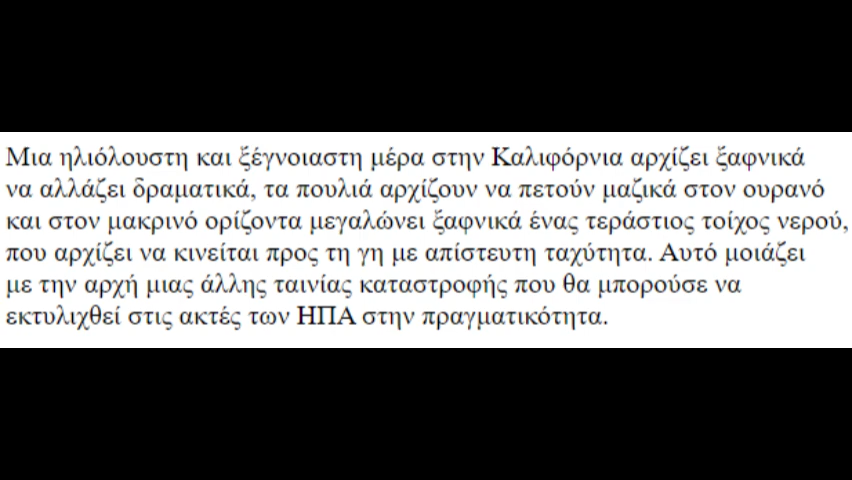 Μια ηλιόλουστη και ξέγνοιαστη μέρα στην Καλιφόρνια αρχίζει ξαφνικά
να αλλάζει δραματικά, τα πουλιά αρχίζουν να πετούν μαζικά στον ουρανό
και στον μακρινό ορίζοντα μεγαλώνει ξαφνικά ένας τεράστιος τοίχος νερού,
που αρχίζει να κινείται προς τη γη με απίστευτη ταχύτητα. Αυτό μοιάζει
με την αρχή μιας άλλης ταινίας καταστροφής που θα μπορούσε να
εκτυλιχθεί στις ακτές των ΗΠΑ στην πραγματικότητα.